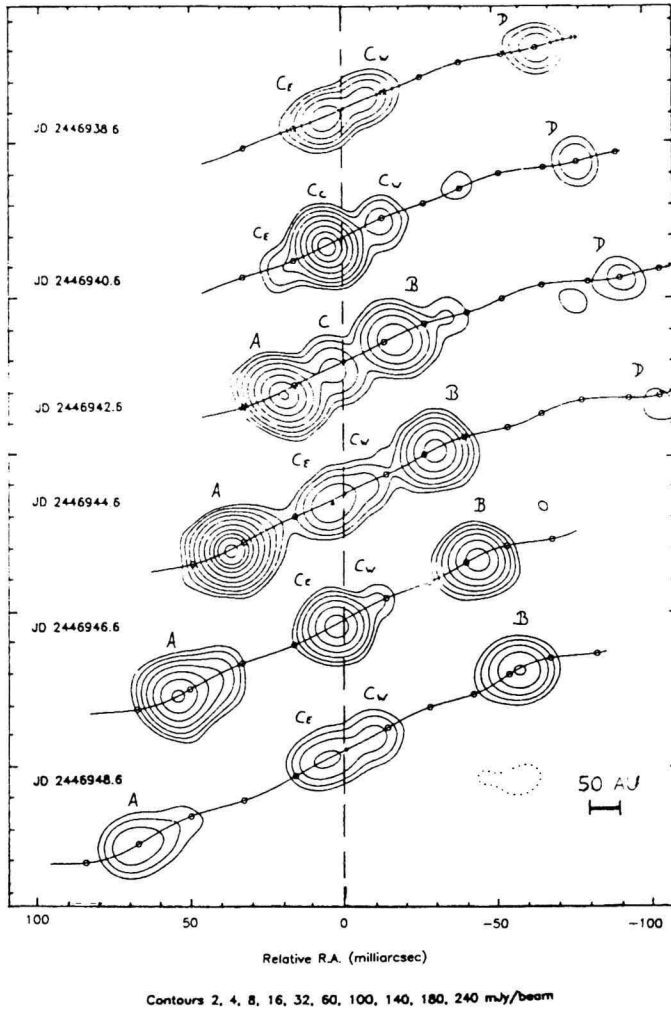 D
C_E C_W
JD 2446938.6
D
C_C C_W
C_E
JD 2446940.6
D
A C B
JD 2446942.6
D
A C_E C_W B
JD 2446944.6
C_E C_W B
A
JD 2446946.6
B
C_E C_W
JD 2446948.6
50 AU
A
100 50 0 -50 -100
Relative R.A. (milliarcsec)
Contours 2, 4, 8, 16, 32, 60, 100, 140, 180, 240 mJy/beam